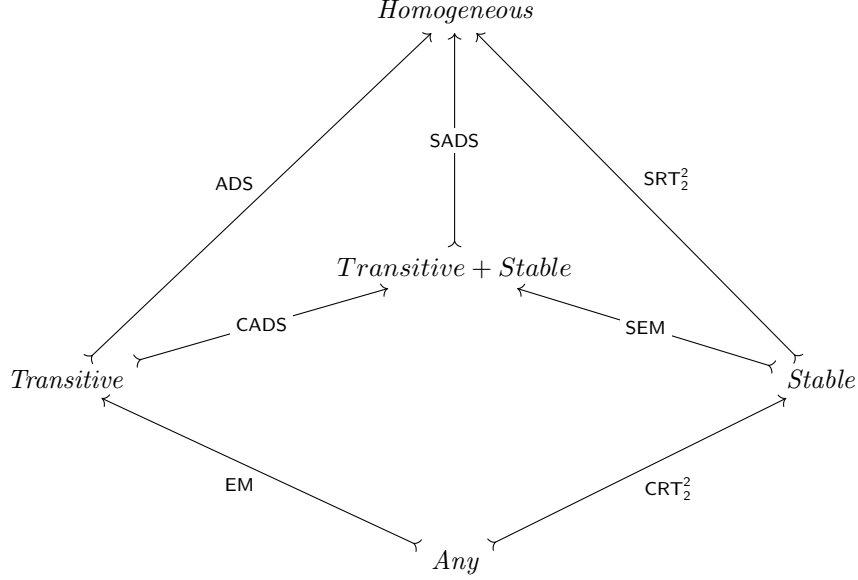 Homogeneous
SADS
ADS
SRT₂²
Transitive + Stable
CADS
SEM
Transitive
Stable
EM
CRT₂²
Any